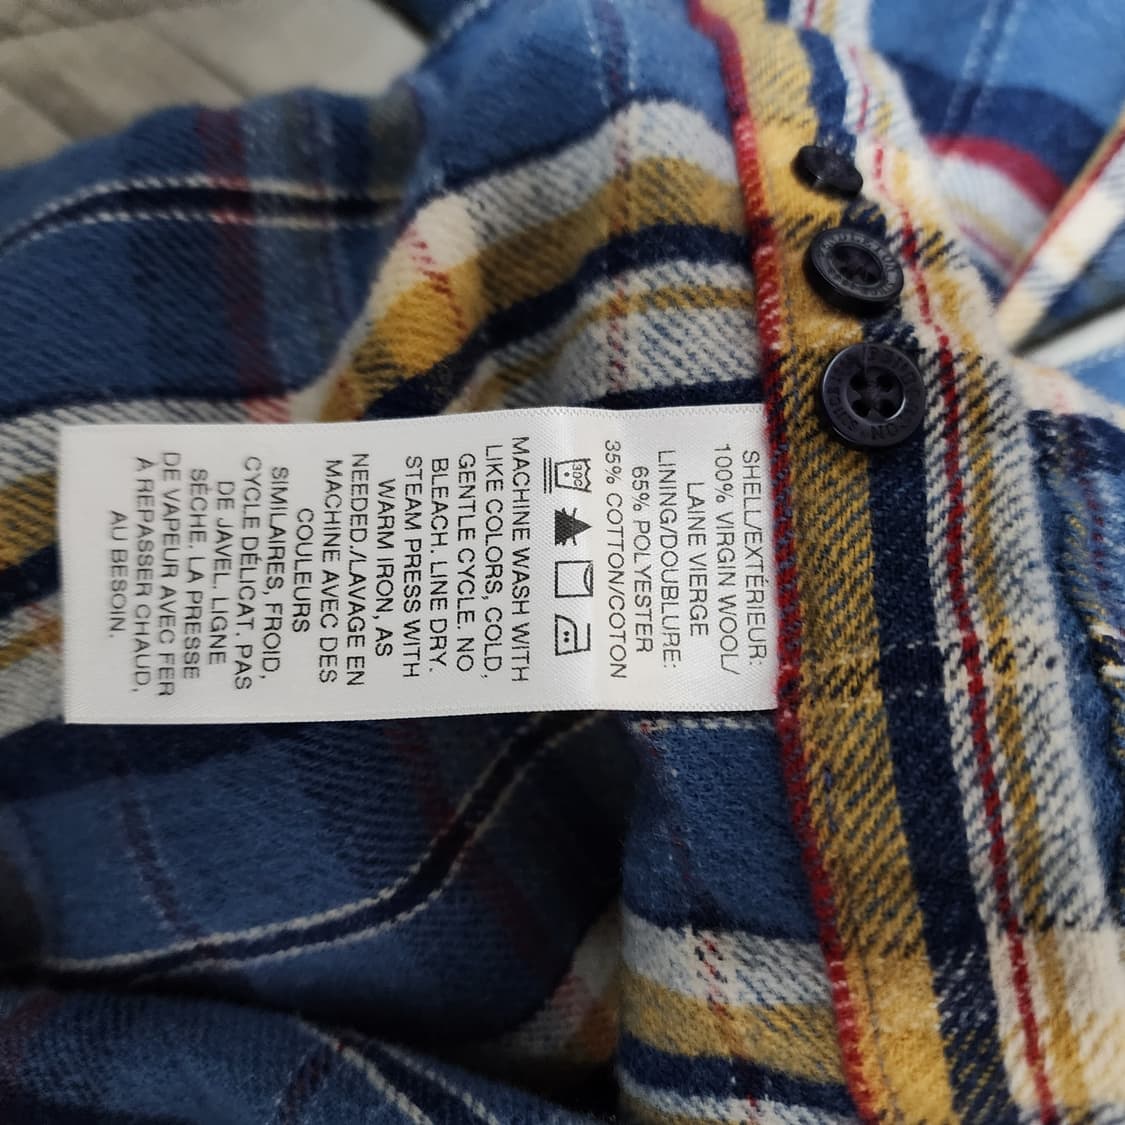 SHELL/EXTÉRIEUR:
100% VIRGIN WOOL/
LAINE VIERGE
LINING/DOUBLURE:
65% POLYESTER
35% COTTON/COTON
30C
MACHINE WASH WITH
LIKE COLORS, COLD,
GENTLE CYCLE. NO
BLEACH. LINE DRY.
STEAM PRESS WITH
WARM IRON, AS
NEEDED./LAVAGE EN
MACHINE AVEC DES
COULEURS
SIMILAIRES, FROID,
CYCLE DÉLICAT. PAS
DE JAVEL. LIGNE
SÈCHE. LA PRESSE
DE VAPEUR AVEC FER
À REPASSER CHAUD,
AU BESOIN.